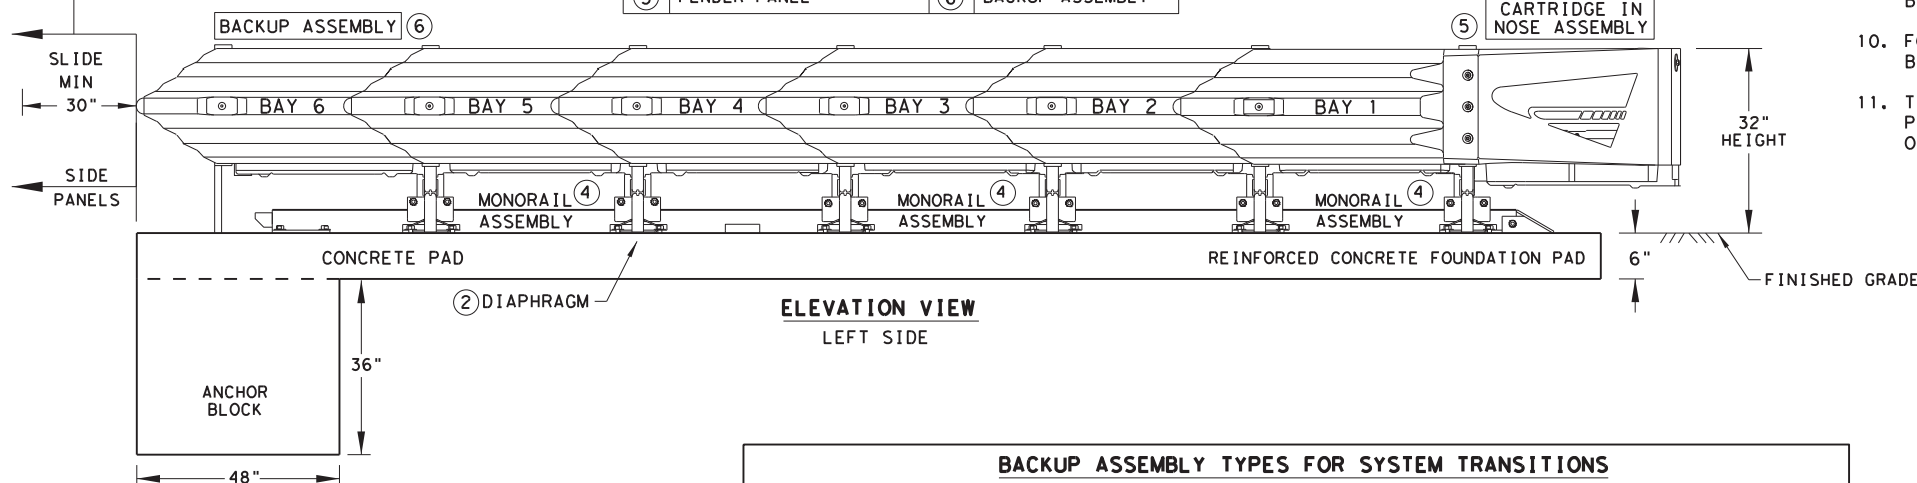 BACKUP ASSEMBLY 6
5 CARTRIDGE IN
NOSE ASSEMBLY
10.
11.
SLIDE
MIN
30"
BAY 6 BAY 5 BAY 4 BAY 3 BAY 2 BAY 1
32"
HEIGHT
SIDE
PANELS
MONORAIL 4
ASSEMBLY
MONORAIL 4
ASSEMBLY
MONORAIL 4
ASSEMBLY
CONCRETE PAD
REINFORCED CONCRETE FOUNDATION PAD
6"
FINISHED GRADE
2 DIAPHRAGM
ELEVATION VIEW
LEFT SIDE
36"
ANCHOR
BLOCK
48"
BACKUP ASSEMBLY TYPES FOR SYSTEM TRANSITIONS